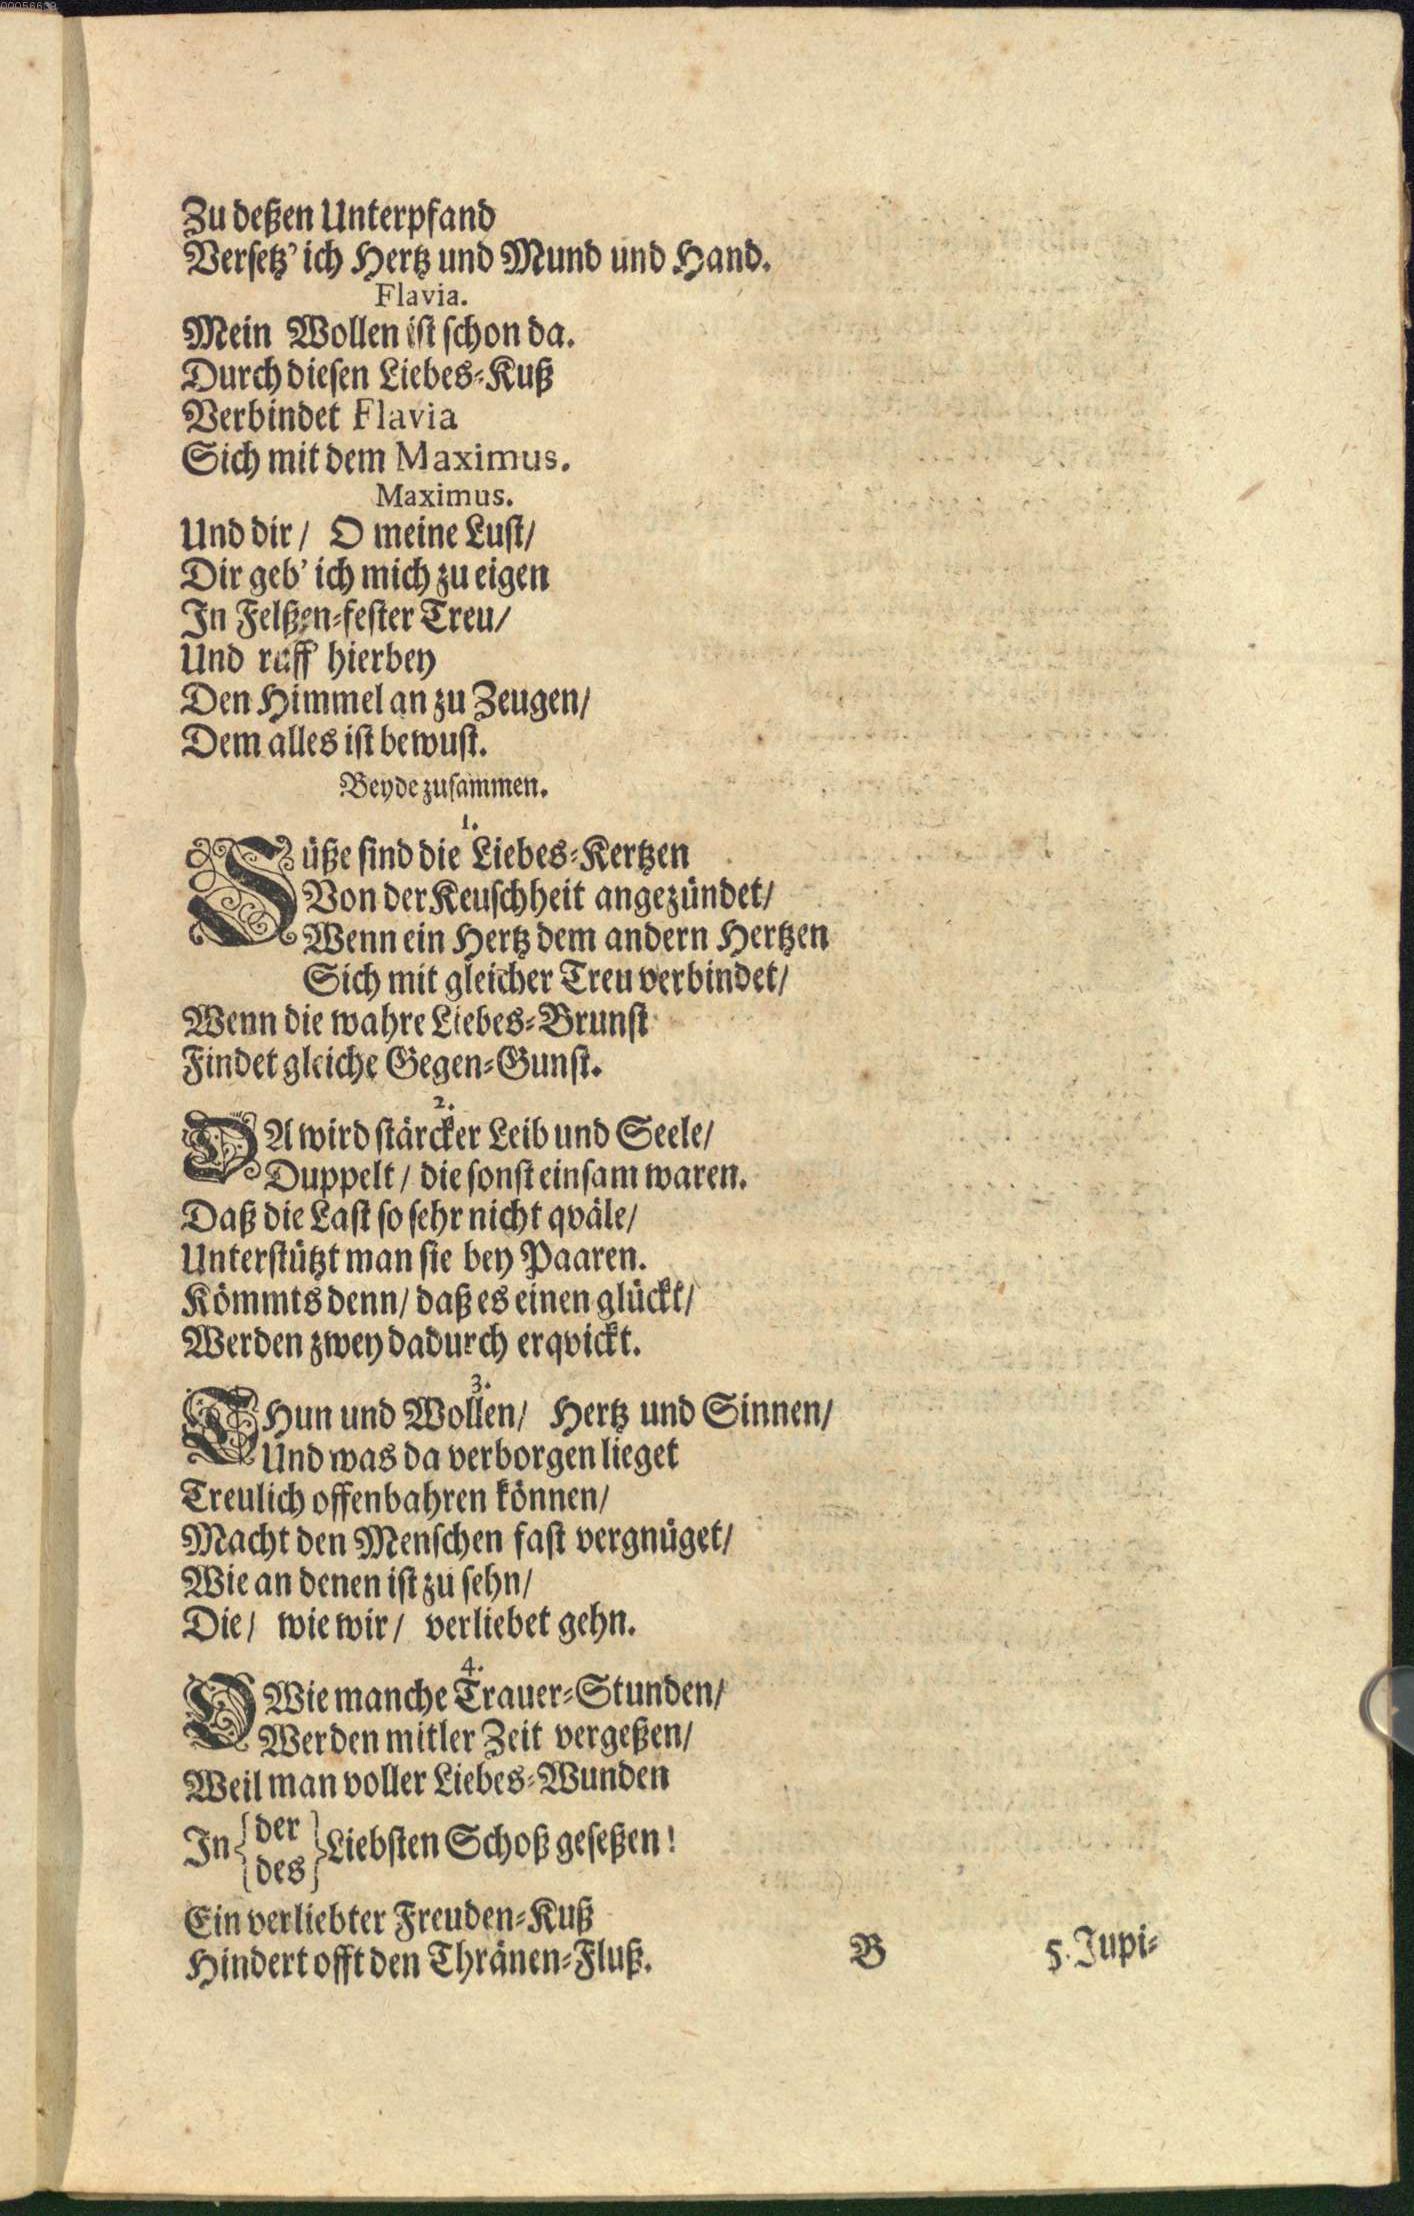 00056639
Zu deßen Unterpfand
Versetz' ich Hertz und Mund und Hand.
Flavia.
Mein Wollen ist schon da.
Durch diesen Liebes-Kuß
Verbindet Flavia
Sich mit dem Maximus.
Maximus.
Und dir / O meine Lust /
Dir geb' ich mich zu eigen
In Felßen-fester Treu /
Und ruff' hierbey
Den Himmel an zu Zeugen /
Dem alles ist bewust.
Beyde zusammen.
1.
Süße sind die Liebes-Kertzen
Von der Keuschheit angezündet /
Wenn ein Hertz dem andern Hertzen
Sich mit gleicher Treu verbindet /
Wenn die wahre Liebes-Brunst
Findet gleiche Gegen-Gunst.
2.
DA wird stärcker Leib und Seele /
Duppelt / die sonst einsam waren.
Daß die Last so sehr nicht qväle /
Unterstützt man sie bey Paaren.
Kömmts denn / daß es einen glückt /
Werden zwey dadurch erqvickt.
3.
THun und Wollen / Hertz und Sinnen /
Und was da verborgen lieget
Treulich offenbahren können /
Macht den Menschen fast vergnüget /
Wie an denen ist zu sehn /
Die / wie wir / verliebet gehn.
4.
O Wie manche Trauer-Stunden /
Werden mitler Zeit vergeßen /
Weil man voller Liebes-Wunden
In {der des} Liebsten Schoß geseßen!
Ein verliebter Freuden-Kuß
Hindert offt den Thränen-Fluß.
B 5. Jupi-